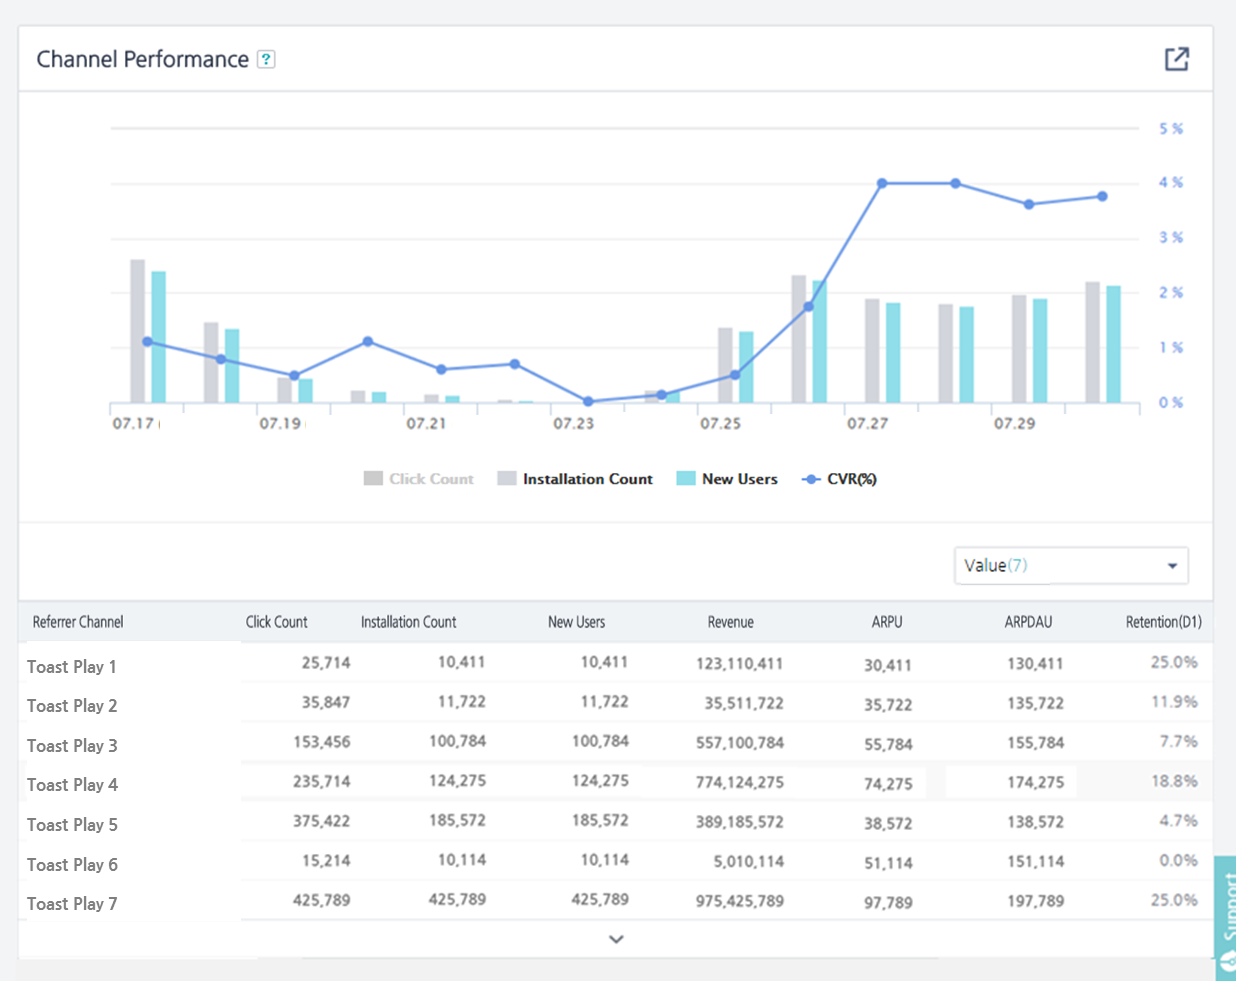 Channel Performance ?
5 %
4 %
3 %
2 %
1 %
0 %
07.17 07.19 07.21 07.23 07.25 07.27 07.29
Click Count Installation Count New Users CVR(%)
Value(7)
Referrer Channel Click Count Installation Count New Users Revenue ARPU ARPDAU Retention(D1)
Toast Play 1 25,714 10,411 10,411 123,110,411 30,411 130,411 25.0%
Toast Play 2 35,847 11,722 11,722 35,511,722 35,722 135,722 11.9%
Toast Play 3 153,456 100,784 100,784 557,100,784 55,784 155,784 7.7%
Toast Play 4 235,714 124,275 124,275 774,124,275 74,275 174,275 18.8%
Toast Play 5 375,422 185,572 185,572 389,185,572 38,572 138,572 4.7%
Toast Play 6 15,214 10,114 10,114 5,010,114 51,114 151,114 0.0%
Toast Play 7 425,789 425,789 425,789 975,425,789 97,789 197,789 25.0%
Support